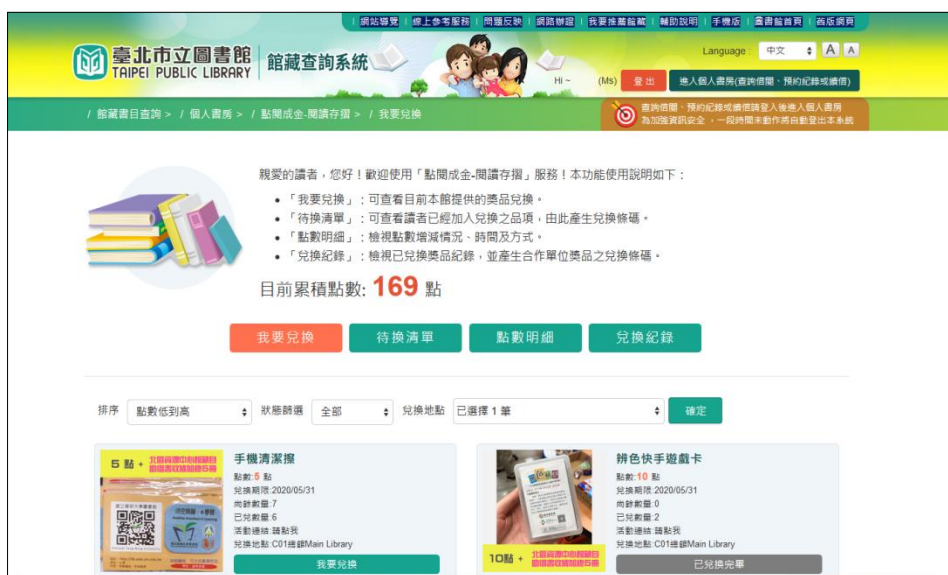 | 網站導覽 | 線上參考服務 | 問題反映 | 網路辦證 | 我要推薦館藏 | 輔助說明 | 手機版 | 圖書館首頁 | 舊版網頁
臺北市立圖書館
TAIPEI PUBLIC LIBRARY
館藏查詢系統
Language : 中文 A A
Hi ~ (Ms) 登出 進入個人書房(查詢借閱、預約紀錄或續借)
/ 館藏書目查詢 > / 個人書房 > / 點閱成金-閱讀存摺 > / 我要兌換
查詢借閱、預約紀錄或續借請登入後進入個人書房
為加強資訊安全，一段時間未動作將自動登出本系統
親愛的讀者，您好！歡迎使用「點閱成金-閱讀存摺」服務！本功能使用說明如下：
• 「我要兌換」：可查看目前本館提供的獎品兌換。
• 「待換清單」：可查看讀者已經加入兌換之品項，由此產生兌換條碼。
• 「點數明細」：檢視點數增減情況、時間及方式。
• 「兌換紀錄」：檢視已兌換獎品紀錄，並產生合作單位獎品之兌換條碼。
目前累積點數: 169 點
我要兌換 待換清單 點數明細 兌換紀錄
排序 點數低到高 狀態篩選 全部 兌換地點 已選擇 1 筆 確定
5 點 +
手機清潔擦
點數:5 點
兌換期限:2020/05/31
尚餘數量:7
已兌數量:6
活動連結:請點我
兌換地點:C01總館Main Library
我要兌換
10點 +
辨色快手遊戲卡
點數:10 點
兌換期限:2020/05/31
尚餘數量:0
已兌數量:2
活動連結:請點我
兌換地點:C01總館Main Library
已兌換完畢